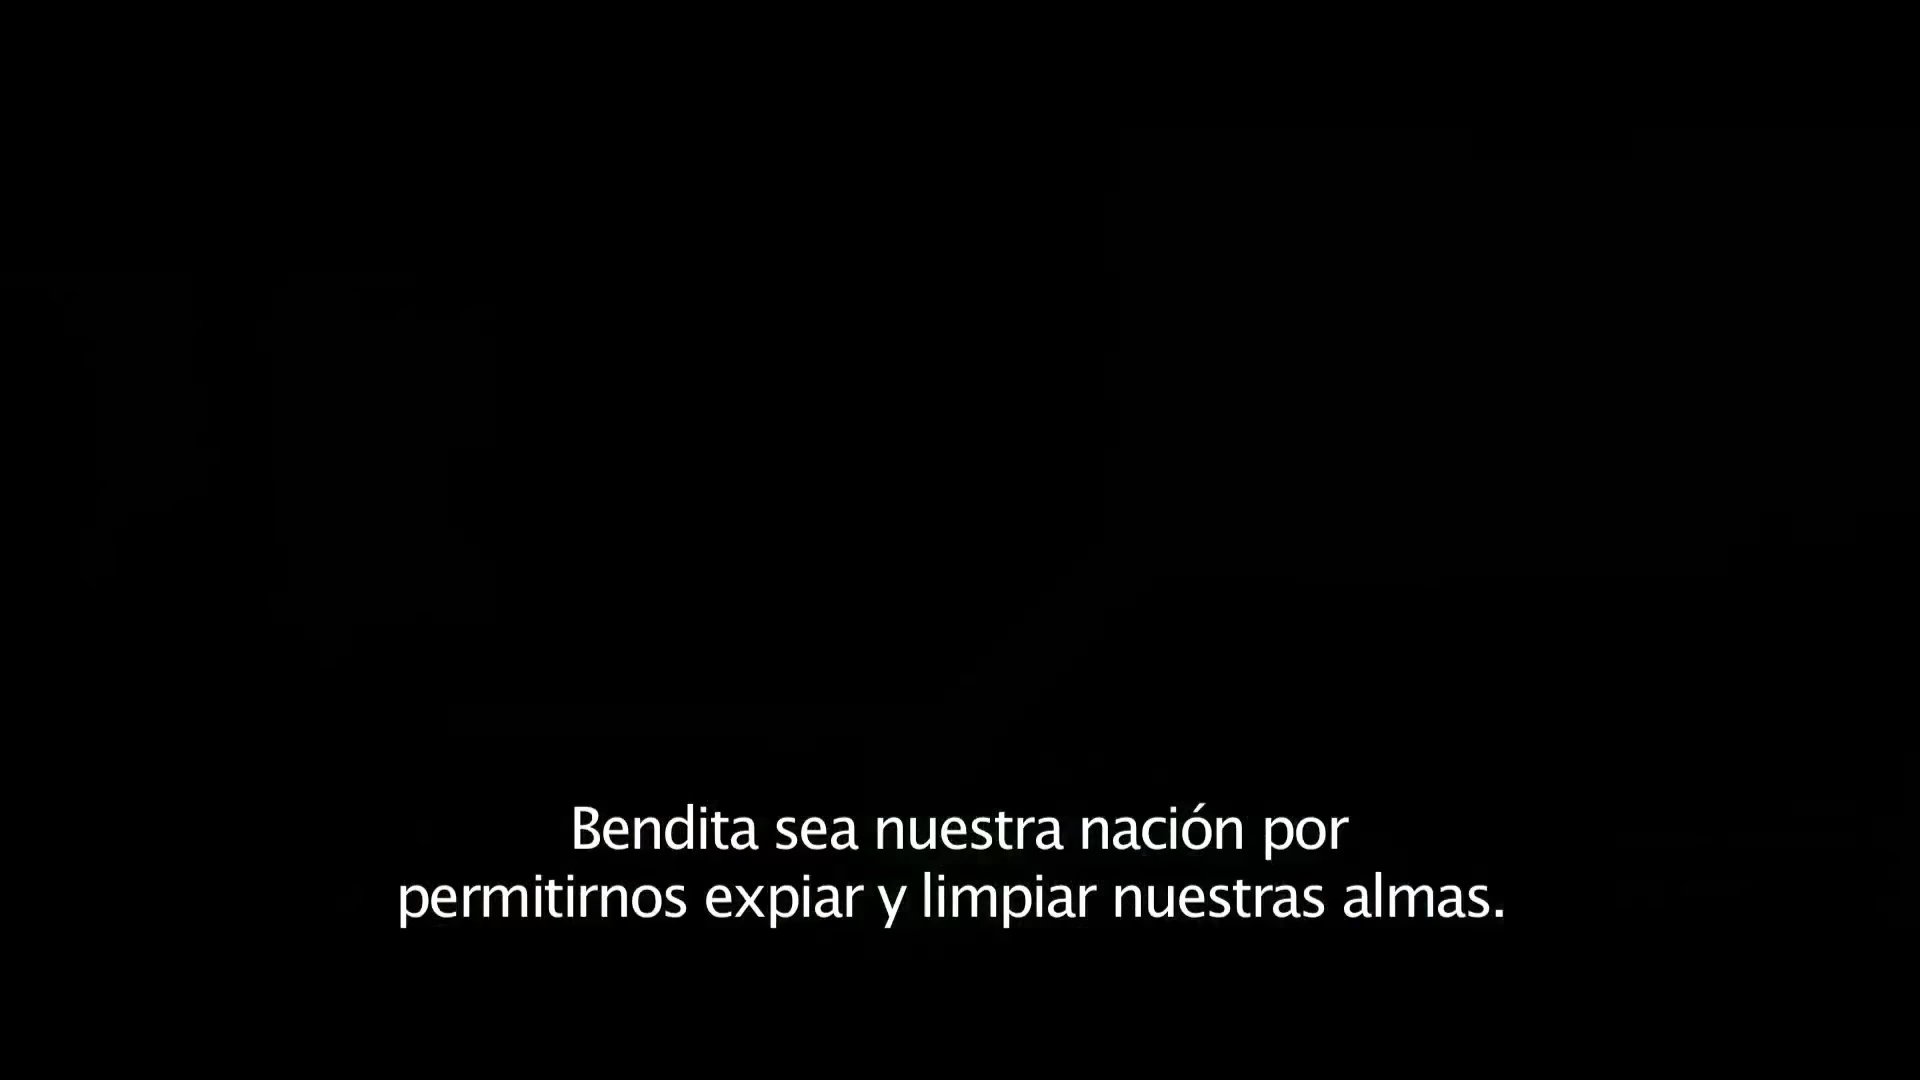 Bendita sea nuestra nación por
permitirnos expiar y limpiar nuestras almas.